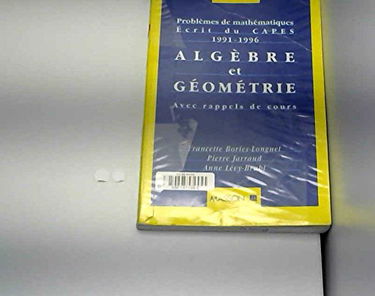 Problèmes de mathématiques
Écrit du CAPES
1991-1996
ALGÈBRE
et
GÉOMÉTRIE
Avec rappels de cours
Francette Bories-Longuet
Pierre Jarraud
Anne Lévy-Bruhl
MASSON